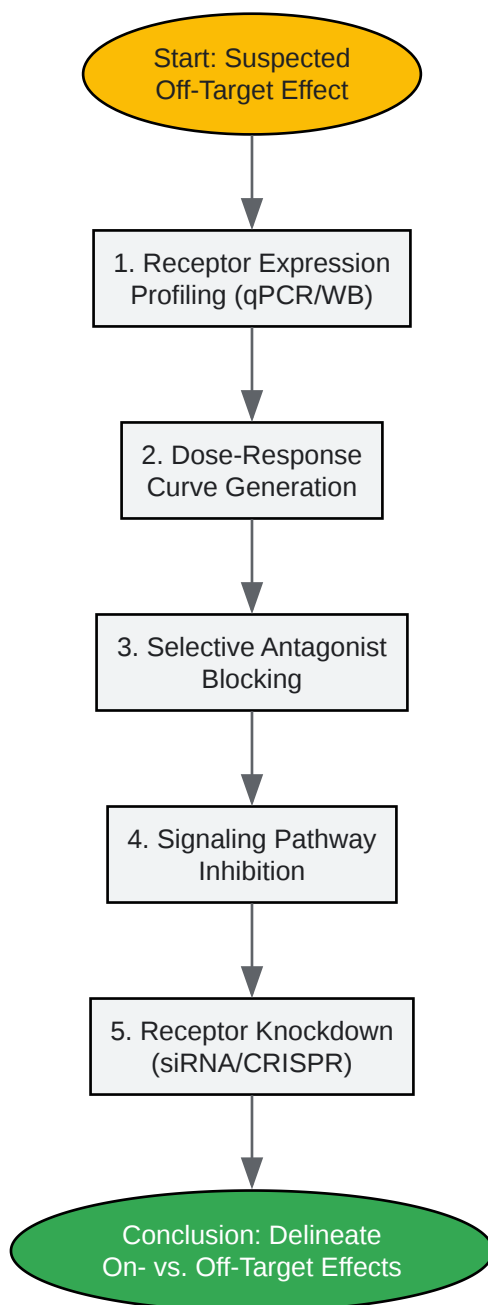 Start: Suspected
Off-Target Effect
1. Receptor Expression
Profiling (qPCR/WB)
2. Dose-Response
Curve Generation
3. Selective Antagonist
Blocking
4. Signaling Pathway
Inhibition
5. Receptor Knockdown
(siRNA/CRISPR)
Conclusion: Delineate
On- vs. Off-Target Effects